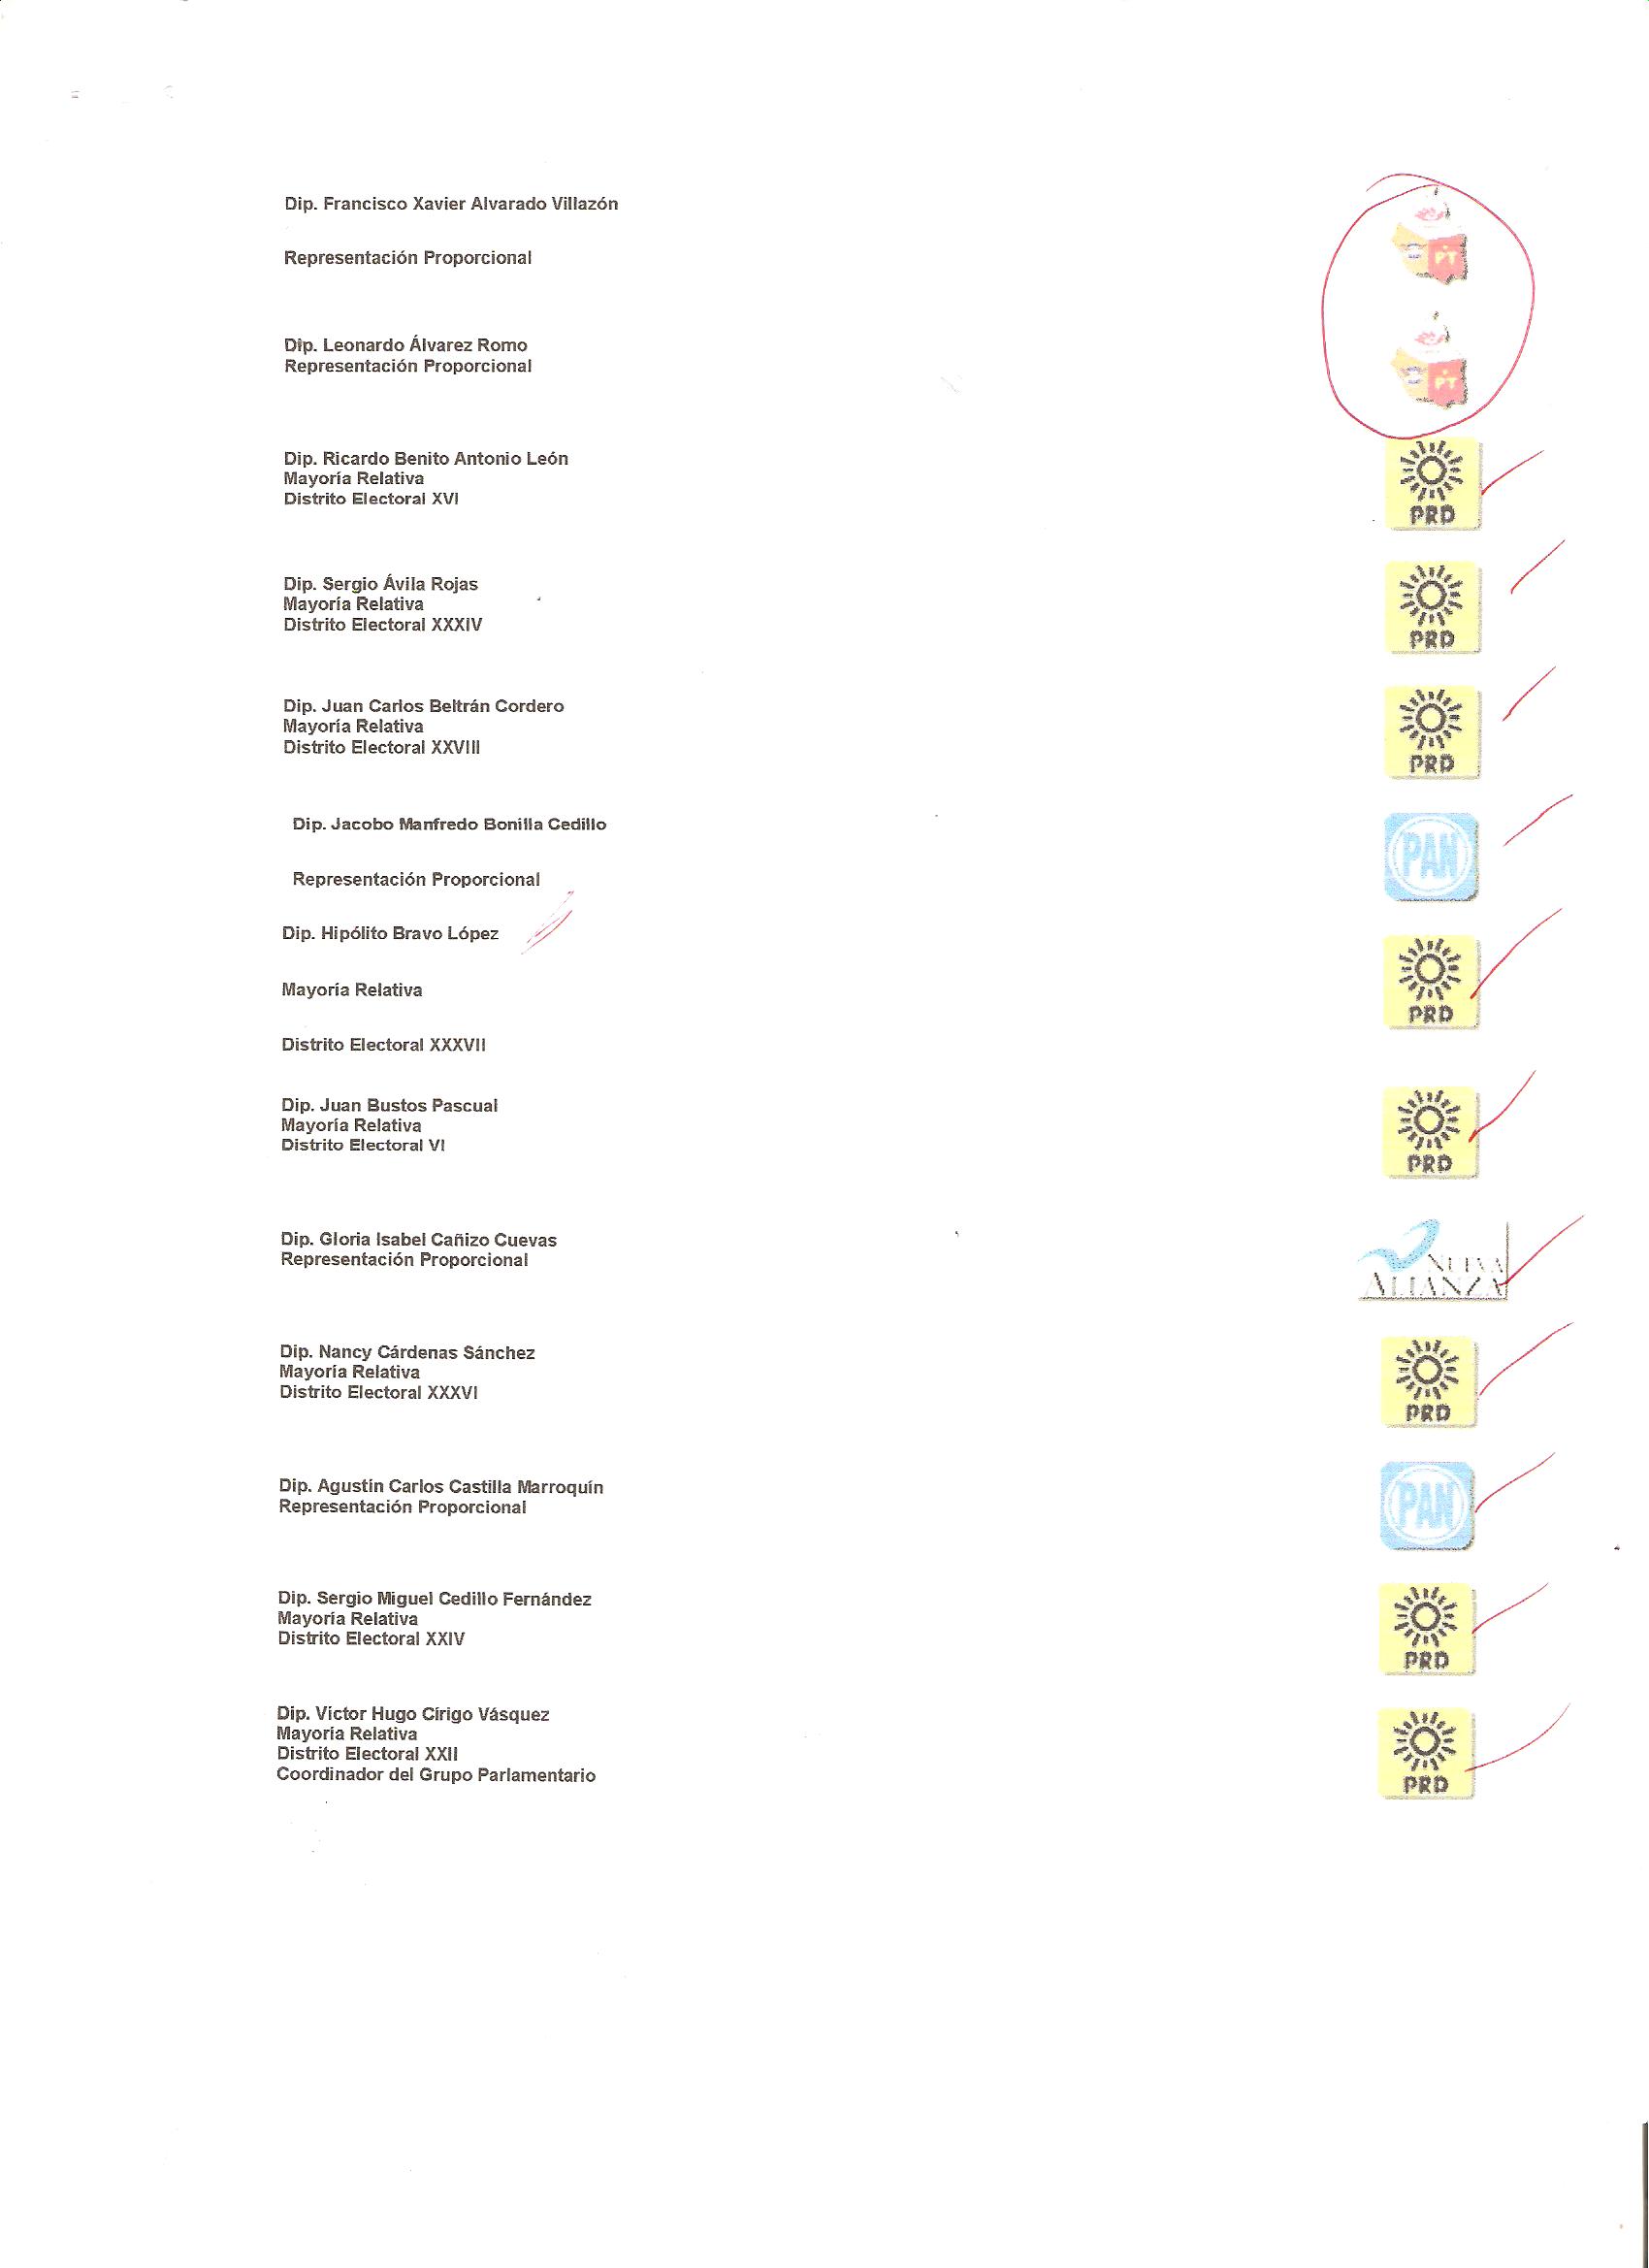 Dip. Francisco Xavier Alvarado Villazón
Representación Proporcional
PT
Dip. Leonardo Álvarez Romo
Representación Proporcional
PT
Dip. Ricardo Benito Antonio León
Mayoría Relativa
Distrito Electoral XVI
PRD
Dip. Sergio Ávila Rojas
Mayoría Relativa
Distrito Electoral XXXIV
PRD
Dip. Juan Carlos Beltrán Cordero
Mayoría Relativa
Distrito Electoral XXVIII
PRD
Dip. Jacobo Manfredo Bonilla Cedillo
PAN
Representación Proporcional
Dip. Hipólito Bravo López
Mayoría Relativa
PRD
Distrito Electoral XXXVII
Dip. Juan Bustos Pascual
Mayoría Relativa
Distrito Electoral VI
PRD
Dip. Gloria Isabel Cañizo Cuevas
Representación Proporcional
NUEVA
ALIANZA
Dip. Nancy Cárdenas Sánchez
Mayoría Relativa
Distrito Electoral XXXVI
PRD
Dip. Agustín Carlos Castilla Marroquín
Representación Proporcional
PAN
Dip. Sergio Miguel Cedillo Fernández
Mayoría Relativa
Distrito Electoral XXIV
PRD
Dip. Víctor Hugo Círigo Vásquez
Mayoría Relativa
Distrito Electoral XXII
Coordinador del Grupo Parlamentario
PRD